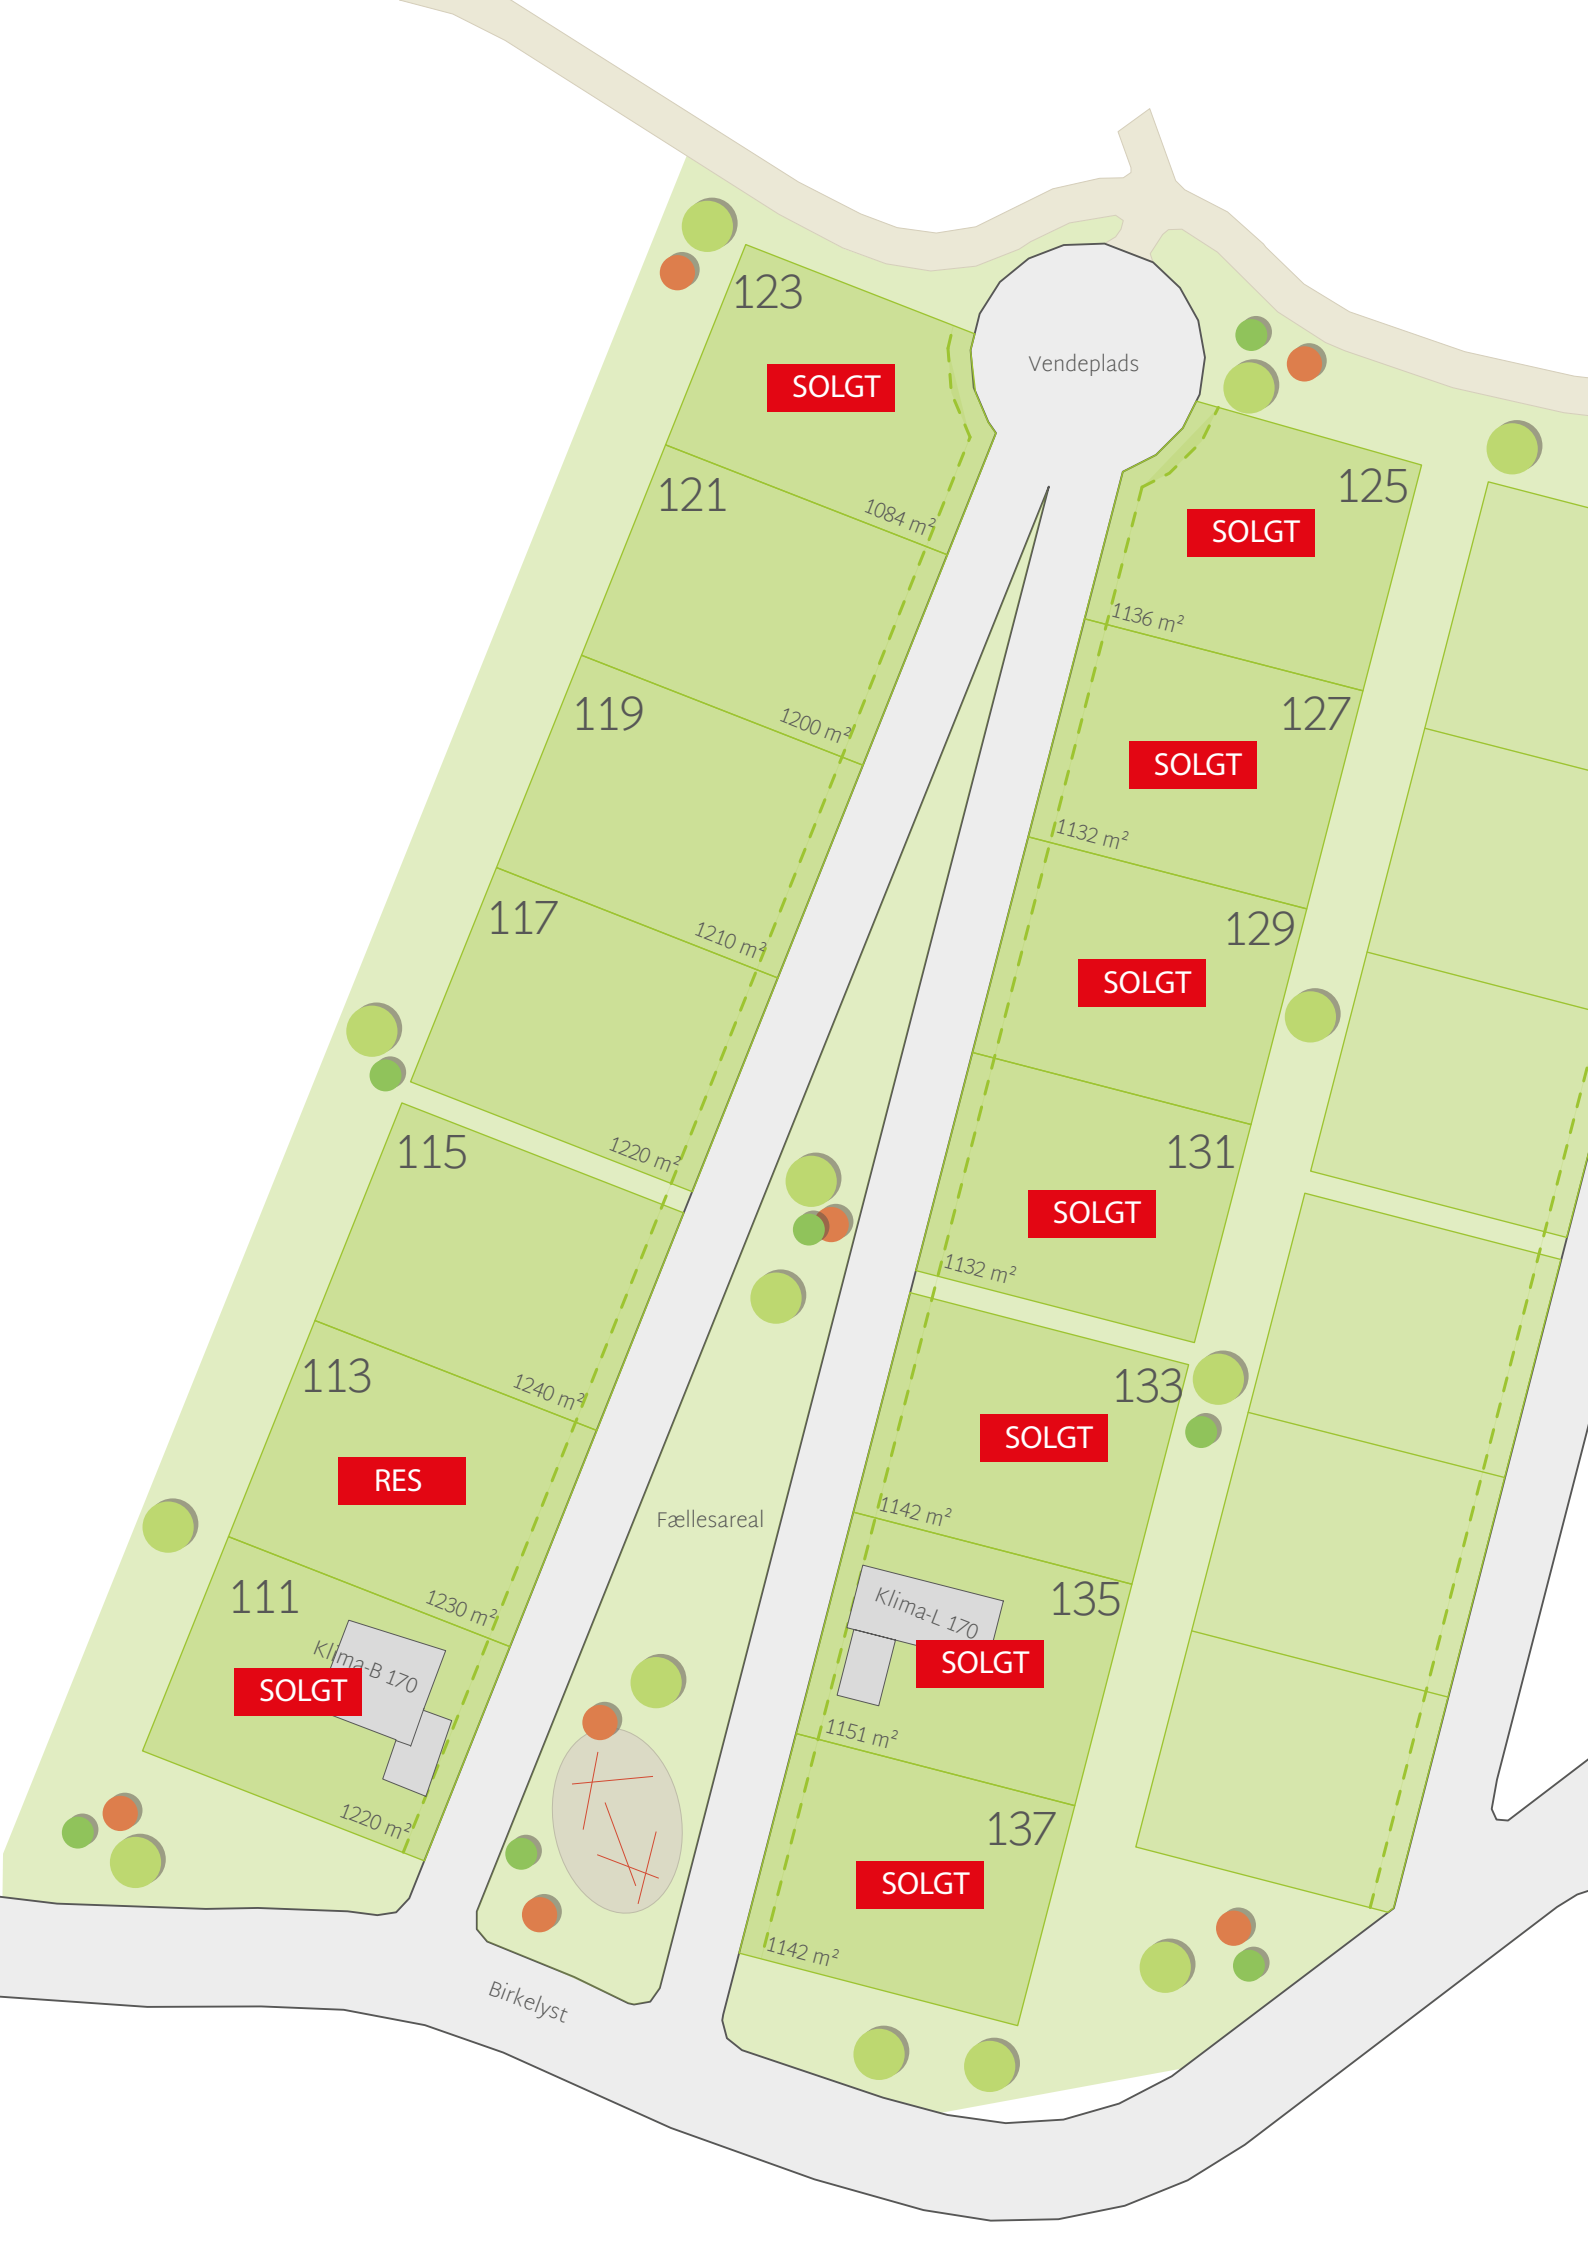 Vendeplads
123
SOLGT
1084 m²
121
1200 m²
119
1210 m²
117
1220 m²
115
1240 m²
113
RES
1230 m²
111
Klima-B 170
SOLGT
1220 m²
125
SOLGT
1136 m²
127
SOLGT
1132 m²
129
SOLGT
131
SOLGT
1132 m²
133
SOLGT
1142 m²
135
Klima-L 170
SOLGT
1151 m²
137
SOLGT
1142 m²
Fællesareal
Birkelyst